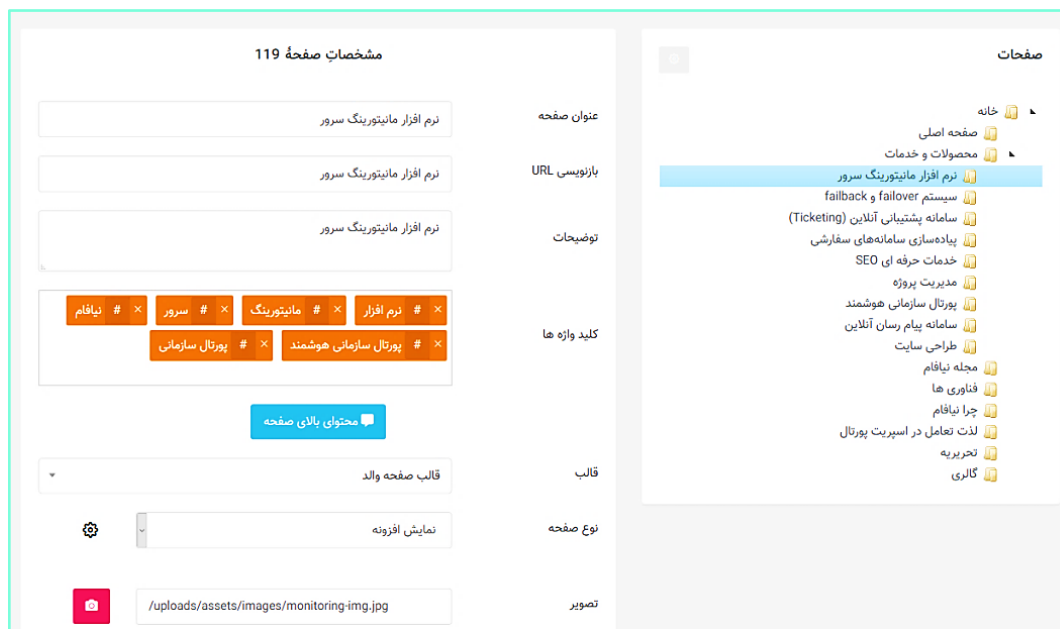 صفحات
خانه
صفحه اصلی
محصولات و خدمات
نرم افزار مانیتورینگ سرور
سیستم failover و failback
سامانه پشتیبانی آنلاین (Ticketing)
پیاده‌سازی سامانه‌های سفارشی
خدمات حرفه ای SEO
مدیریت پروژه
پورتال سازمانی هوشمند
سامانه پیام رسان آنلاین
طراحی سایت
مجله نیافام
فناوری ها
چرا نیافام
لذت تعامل در اسپریت پورتال
تحریریه
گالری
مشخصاتِ صفحهٔ 119
عنوان صفحه نرم افزار مانیتورینگ سرور
بازنویسی URL نرم افزار مانیتورینگ سرور
توضیحات نرم افزار مانیتورینگ سرور
کلید واژه ها
× # نرم افزار × # مانیتورینگ × # سرور × # نیافام
× # پورتال سازمانی هوشمند × # پورتال سازمانی
محتوای بالای صفحه
قالب قالب صفحه والد
نوع صفحه نمایش افزونه
تصویر /uploads/assets/images/monitoring-img.jpg